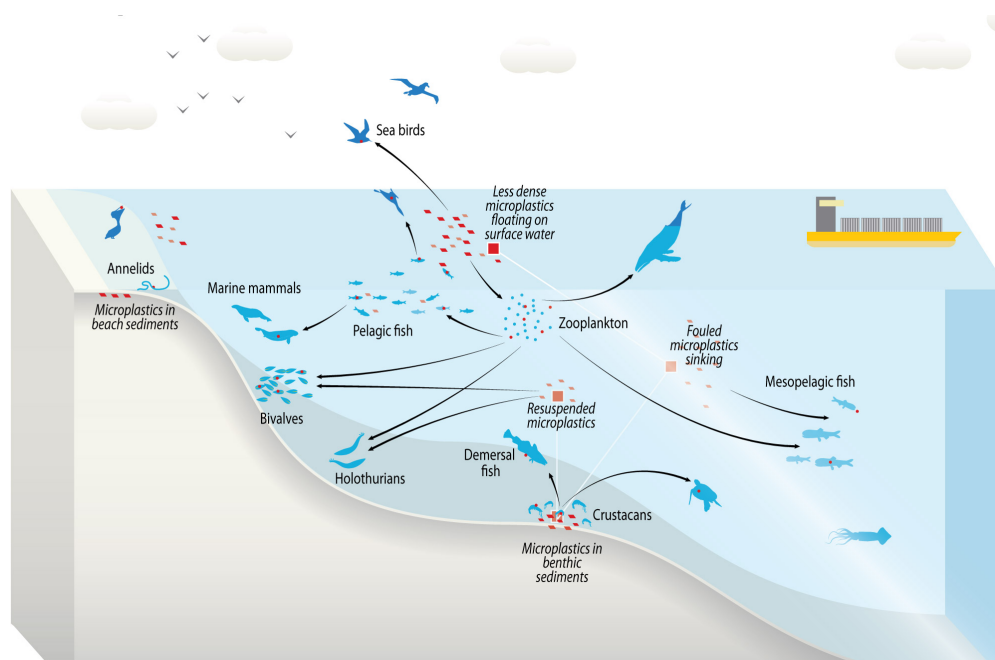 Sea birds
Less dense
microplastics
floating on
surface water
Annelids
Microplastics in
beach sediments
Marine mammals
Pelagic fish
Zooplankton
Fouled
microplastics
sinking
Mesopelagic fish
Bivalves
Resuspended
microplastics
Holothurians
Demersal
fish
Crustacans
Microplastics in
benthic
sediments